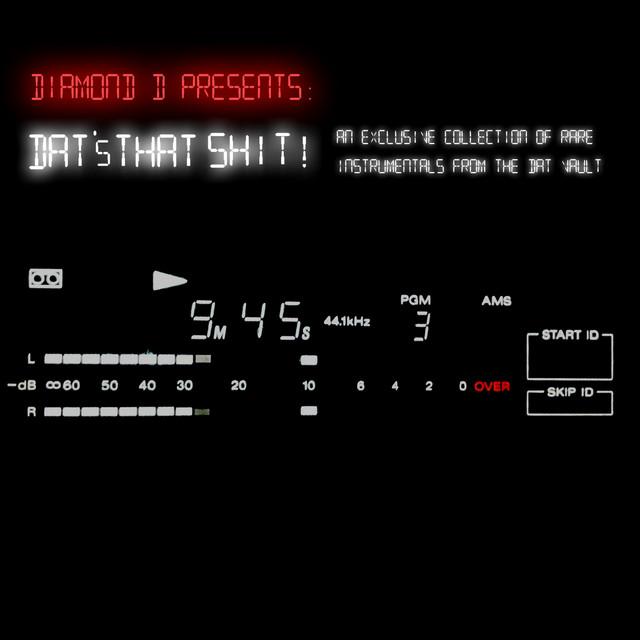 DIAMOND D PRESENTS:
DAT'S THAT SHIT!
AN EXCLUSIVE COLLECTION OF RARE
INSTRUMENTALS FROM THE DAT VAULT
PGM AMS
9M 45S 44.1kHz 3
START ID
L
-dB ∞ 60 50 40 30 20 10 6 4 2 0 OVER
SKIP ID
R